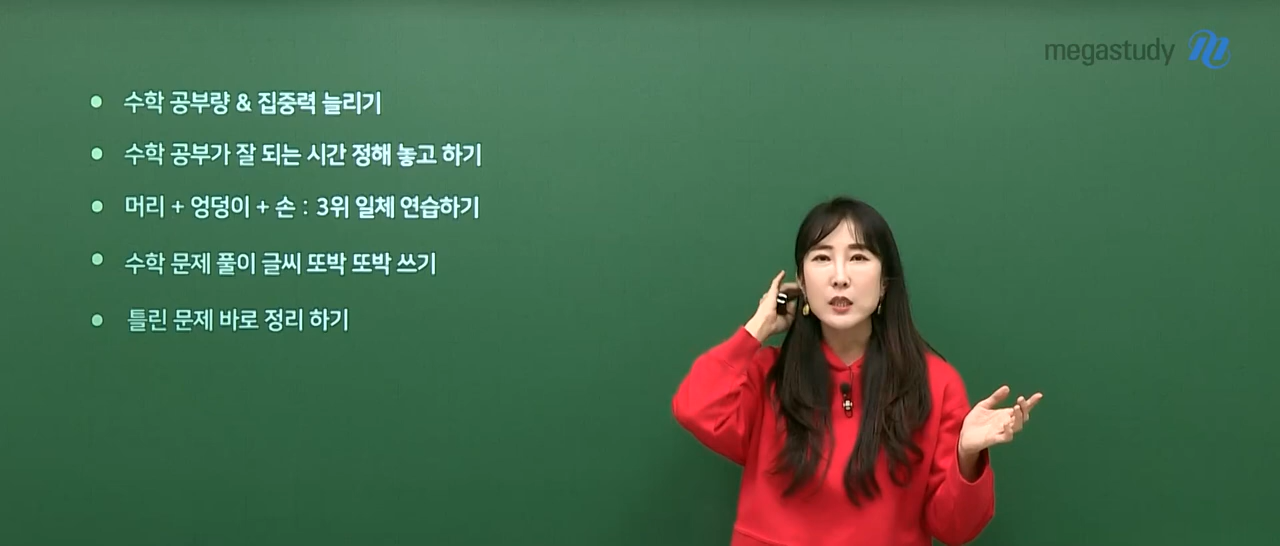 megastudy
수학 공부량 & 집중력 늘리기
수학 공부가 잘 되는 시간 정해 놓고 하기
머리 + 엉덩이 + 손 : 3위 일체 연습하기
수학 문제 풀이 글씨 또박 또박 쓰기
틀린 문제 바로 정리 하기